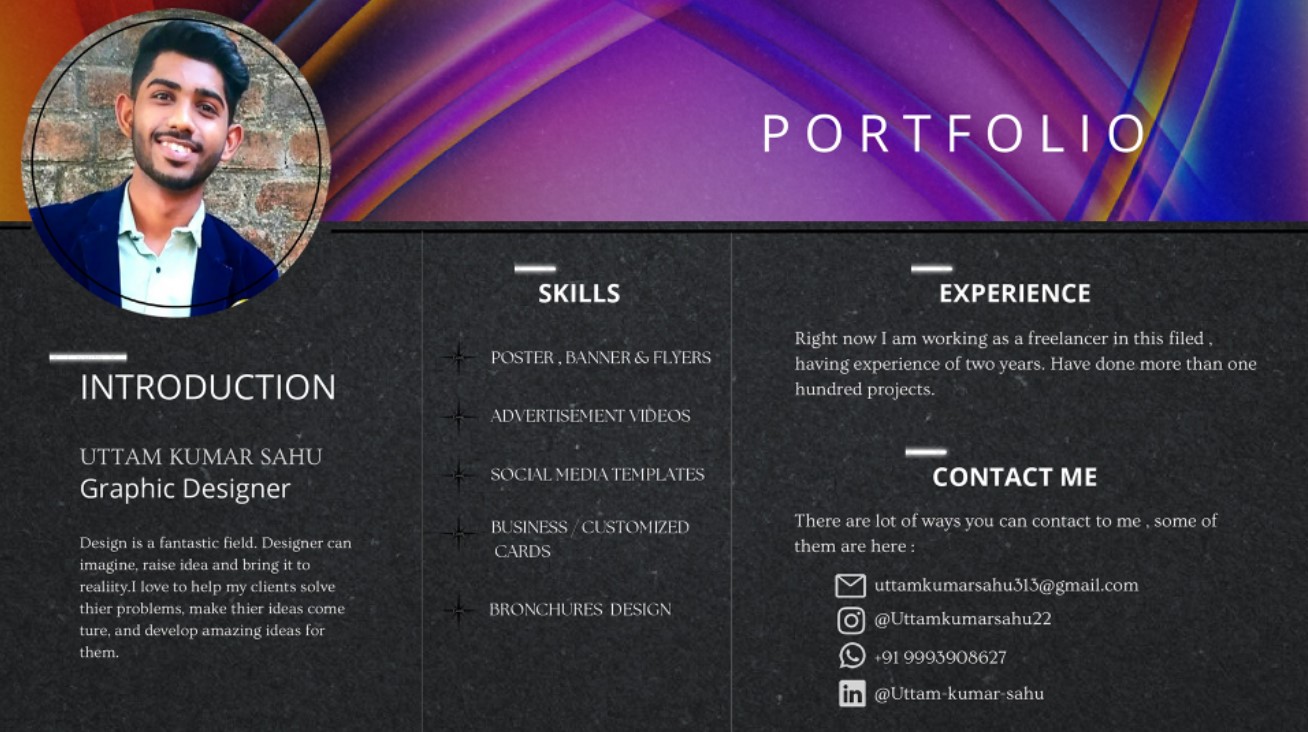 PORTFOLIO
INTRODUCTION
UTTAM KUMAR SAHU
Graphic Designer
Design is a fantastic field. Designer can
imagine, raise idea and bring it to
realiity.I love to help my clients solve
thier problems, make thier ideas come
ture, and develop amazing ideas for
them.
SKILLS
POSTER , BANNER & FLYERS
ADVERTISEMENT VIDEOS
SOCIAL MEDIA TEMPLATES
BUSINESS / CUSTOMIZED
CARDS
BRONCHURES DESIGN
EXPERIENCE
Right now I am working as a freelancer in this filed ,
having experience of two years. Have done more than one
hundred projects.
CONTACT ME
There are lot of ways you can contact to me , some of
them are here :
uttamkumarsahu313@gmail.com
@Uttamkumarsahu22
+91 9993908627
in @Uttam-kumar-sahu